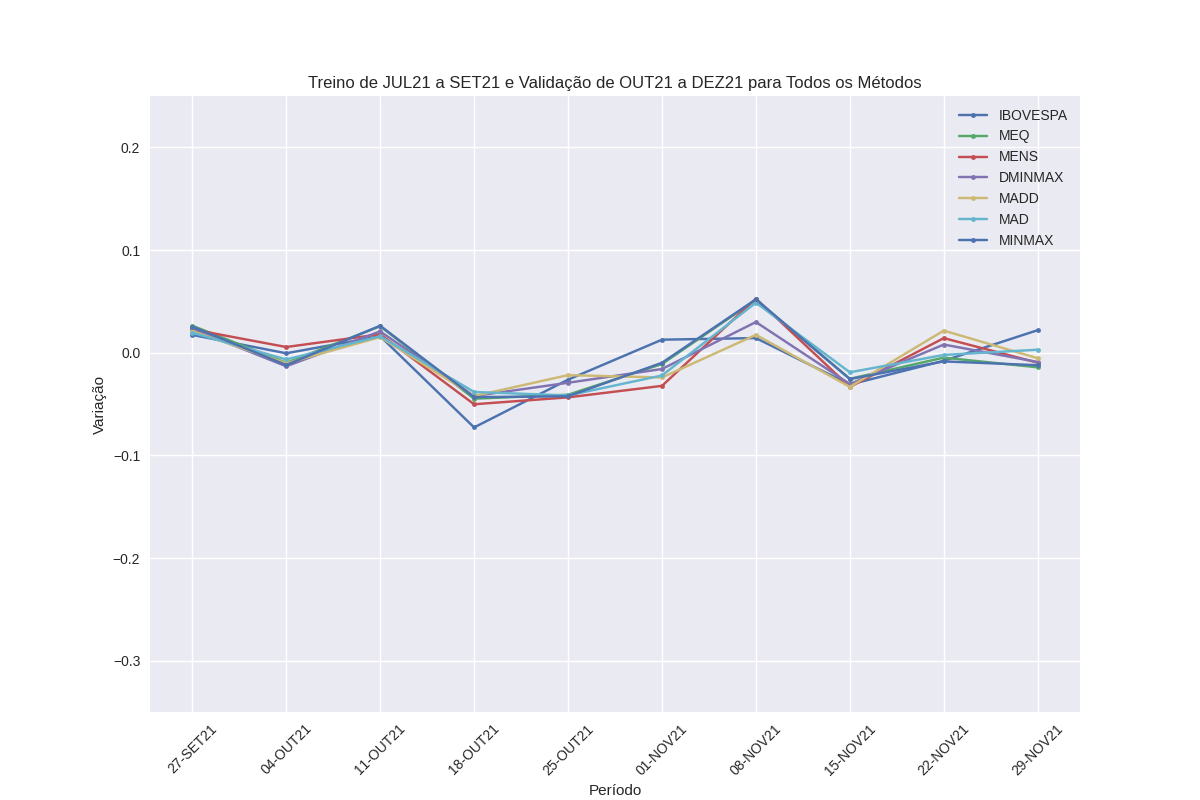 Treino de JUL21 a SET21 e Validação de OUT21 a DEZ21 para Todos os Métodos
IBOVESPA
MEQ
MENS
DMINMAX
MADD
MAD
MINMAX
0.2
0.1
0.0
−0.1
−0.2
−0.3
Variação
27-SET21
04-OUT21
11-OUT21
18-OUT21
25-OUT21
01-NOV21
08-NOV21
15-NOV21
22-NOV21
29-NOV21
Período